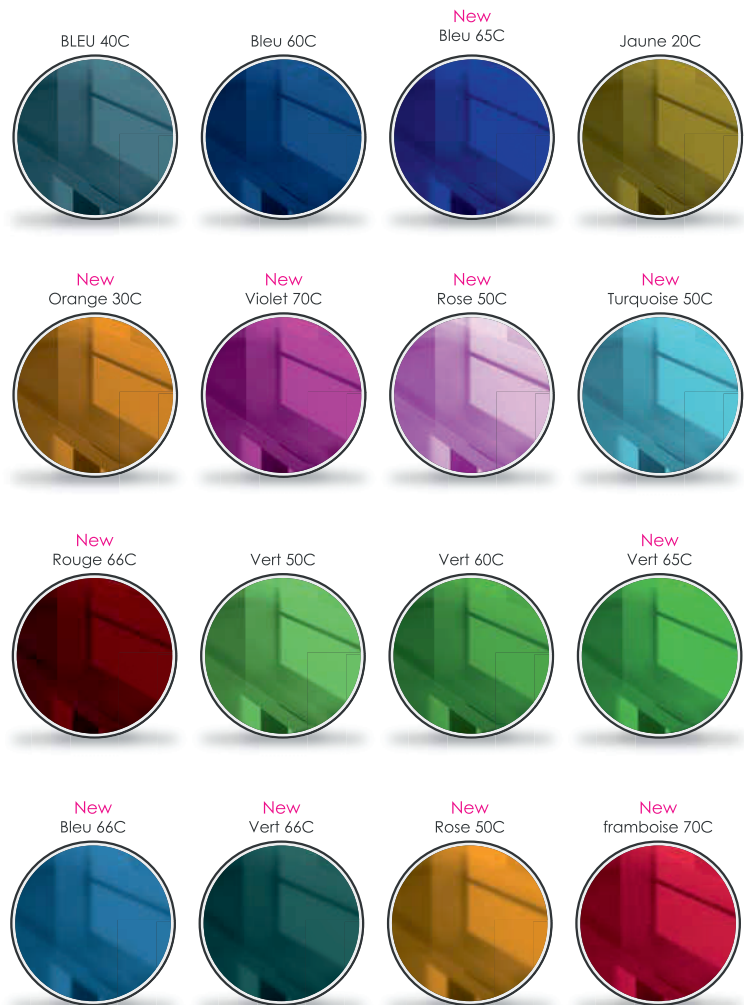 BLEU 40C
Bleu 60C
New
Bleu 65C
Jaune 20C
New
Orange 30C
New
Violet 70C
New
Rose 50C
New
Turquoise 50C
New
Rouge 66C
Vert 50C
Vert 60C
New
Vert 65C
New
Bleu 66C
New
Vert 66C
New
Rose 50C
New
framboise 70C